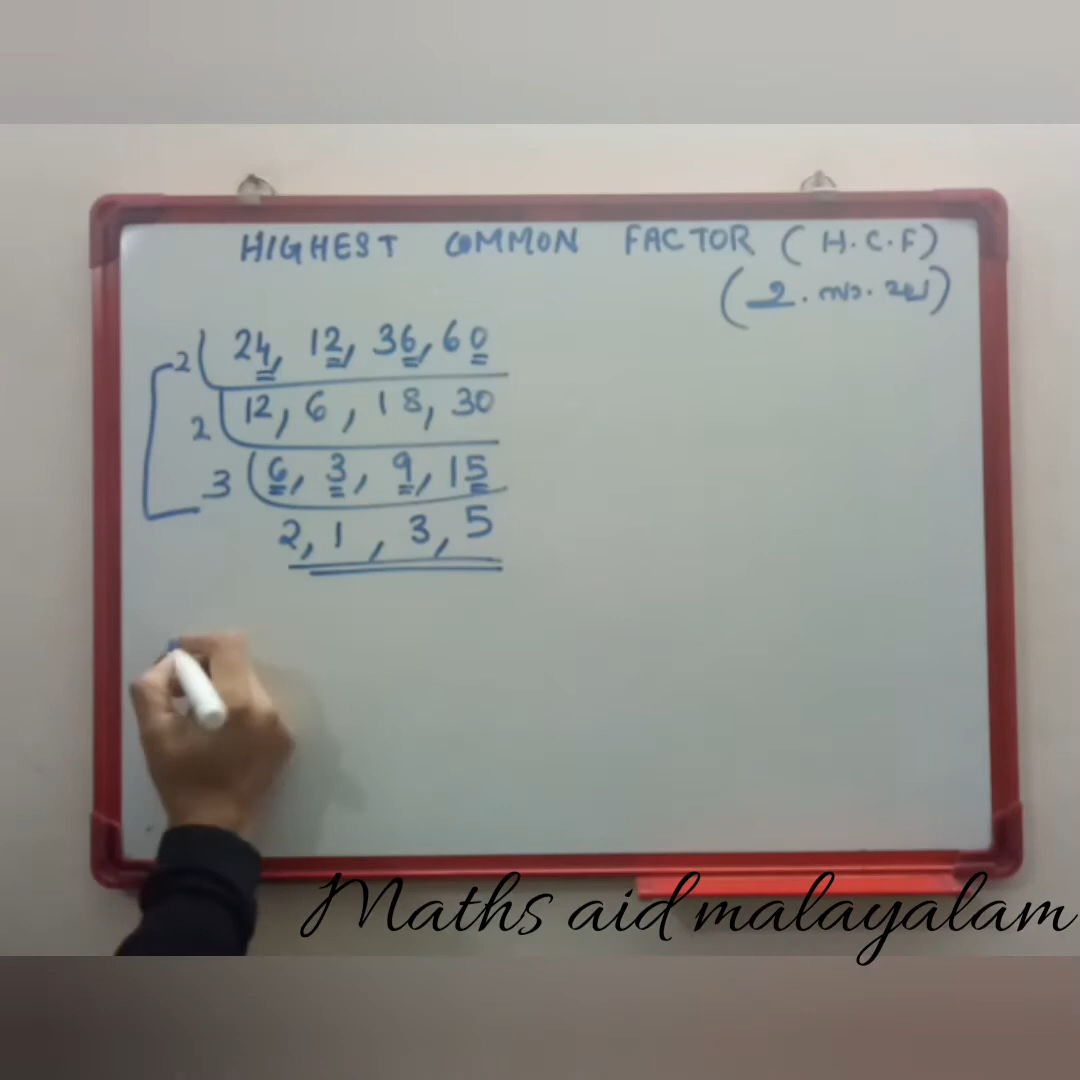 HIGHEST COMMON FACTOR (H.C.F)
(ഉ.സാ.ഘ)
2 24, 12, 36, 60
2 12, 6, 18, 30
3 6, 3, 9, 15
2, 1, 3, 5
Maths aid malayalam